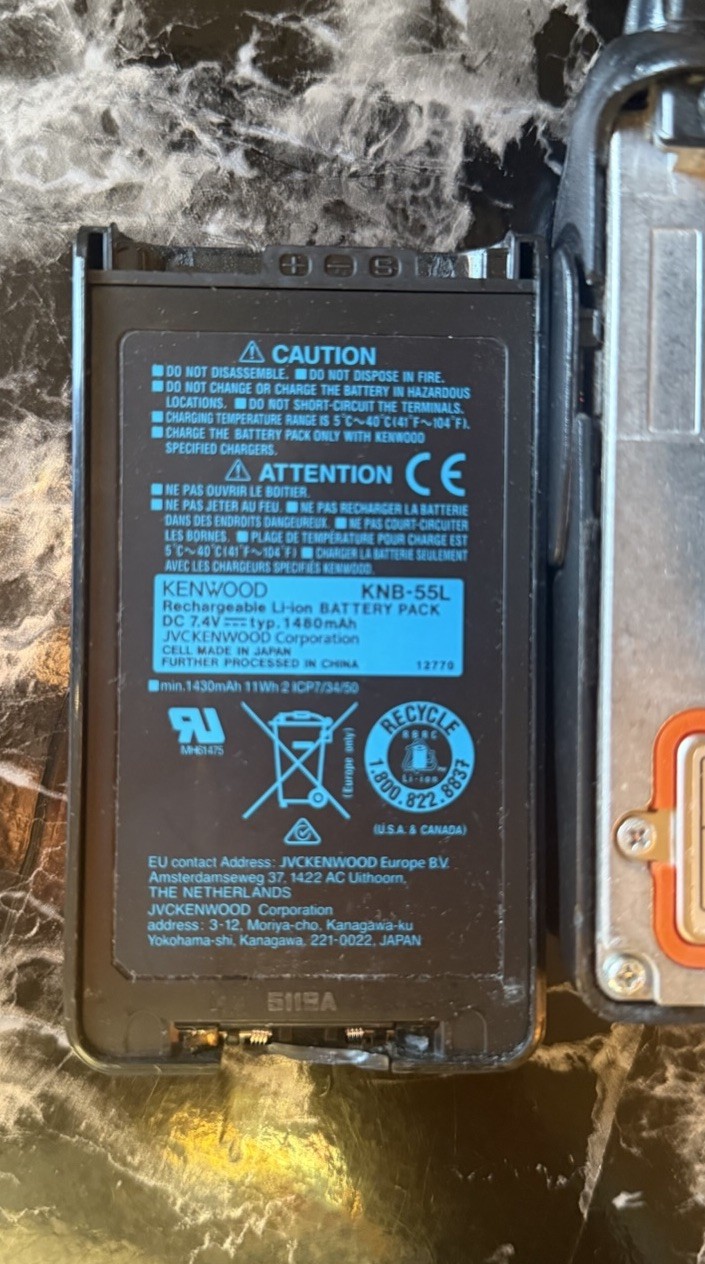 + - S
CAUTION
DO NOT DISASSEMBLE. ■ DO NOT DISPOSE IN FIRE.
■ DO NOT CHANGE OR CHARGE THE BATTERY IN HAZARDOUS
LOCATIONS. ■ DO NOT SHORT-CIRCUIT THE TERMINALS.
■ CHARGING TEMPERATURE RANGE IS 5°C~40°C(41°F~104°F).
■ CHARGE THE BATTERY PACK ONLY WITH KENWOOD
SPECIFIED CHARGERS.
ATTENTION CE
■ NE PAS OUVRIR LE BOITIER.
■ NE PAS JETER AU FEU. ■ NE PAS RECHARGER LA BATTERIE
DANS DES ENDROITS DANGEUREUX. ■ NE PAS COURT-CIRCUITER
LES BORNES. ■ PLAGE DE TEMPÉRATURE POUR CHARGE EST
5°C~40°C(41°F~104°F) ■ CHARGER LA BATTERIE SEULEMENT
AVEC LES CHARGEURS SPECIFIÉS KENWOOD.
KENWOOD KNB-55L
Rechargeable Li-ion BATTERY PACK
DC 7.4V ⎓ typ. 1480mAh
JVCKENWOOD Corporation
CELL MADE IN JAPAN
FURTHER PROCESSED IN CHINA 12770
■ min.1430mAh 11Wh 2 ICP7/34/50
RU
MH61475
(Europe only)
RECYCLE
RBRC
Li-ion
1.800.822.8837
(U.S.A. & CANADA)
EU contact Address: JVCKENWOOD Europe B.V.
Amsterdamseweg 37, 1422 AC Uithoorn,
THE NETHERLANDS
JVCKENWOOD Corporation
address: 3-12, Moriya-cho, Kanagawa-ku
Yokohama-shi, Kanagawa, 221-0022, JAPAN